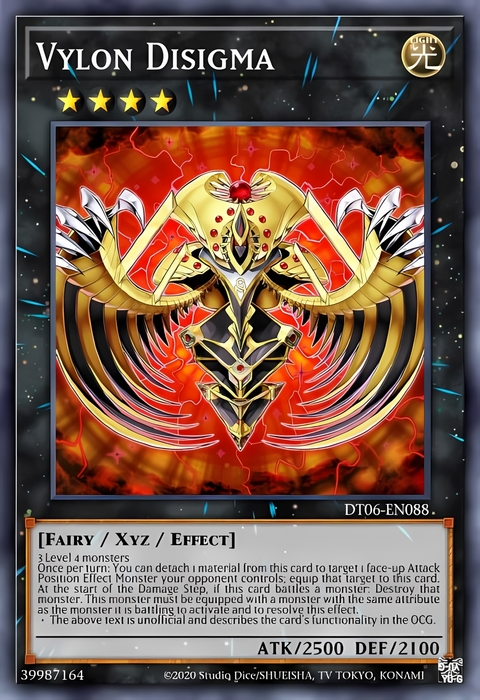 VYLON DISIGMA
LIGHT
光
DT06-EN088
[FAIRY / XYZ / EFFECT]
3 Level 4 monsters
Once per turn: You can detach 1 material from this card to target 1 face-up Attack
Position Effect Monster your opponent controls; equip that target to this card.
At the start of the Damage Step, if this card battles a monster: Destroy that
monster. This monster must be equipped with a monster with the same attribute
as the monster it is battling to activate and to resolve this effect.
• The above text is unofficial and describes the card's functionality in the OCG.
ATK/2500 DEF/2100
39987164
©2020 Studio Dice/SHUEISHA, TV TOKYO, KONAMI